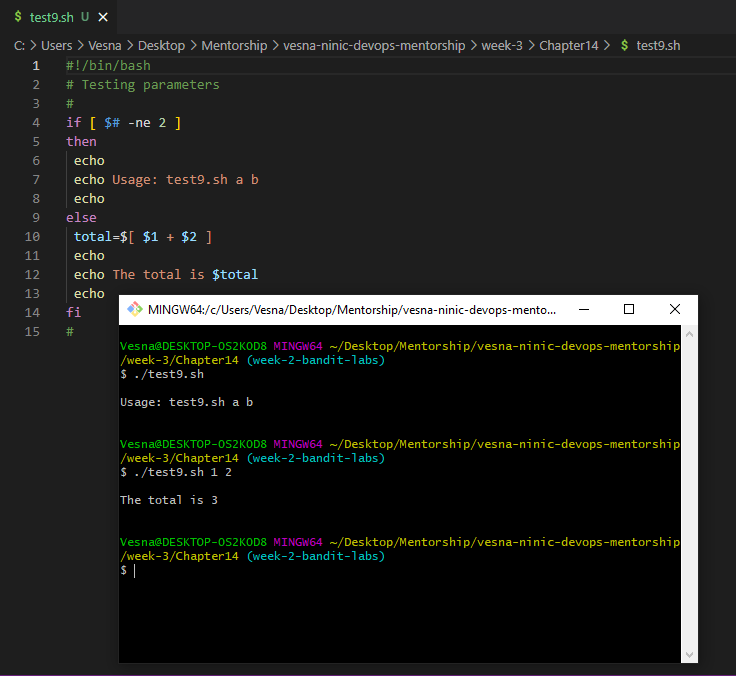 $ test9.sh U ✕
C: > Users > Vesna > Desktop > Mentorship > vesna-ninic-devops-mentorship > week-3 > Chapter14 > $ test9.sh
1 #!/bin/bash
2 # Testing parameters
3 #
4 if [ $# -ne 2 ]
5 then
6 echo
7 echo Usage: test9.sh a b
8 echo
9 else
10 total=$[ $1 + $2 ]
11 echo
12 echo The total is $total
13 echo
14 fi
15 #
MINGW64:/c/Users/Vesna/Desktop/Mentorship/vesna-ninic-devops-mento...
Vesna@DESKTOP-OS2KOD8 MINGW64 ~/Desktop/Mentorship/vesna-ninic-devops-mentorship
/week-3/Chapter14 (week-2-bandit-labs)
$ ./test9.sh
Usage: test9.sh a b
Vesna@DESKTOP-OS2KOD8 MINGW64 ~/Desktop/Mentorship/vesna-ninic-devops-mentorship
/week-3/Chapter14 (week-2-bandit-labs)
$ ./test9.sh 1 2
The total is 3
Vesna@DESKTOP-OS2KOD8 MINGW64 ~/Desktop/Mentorship/vesna-ninic-devops-mentorship
/week-3/Chapter14 (week-2-bandit-labs)
$